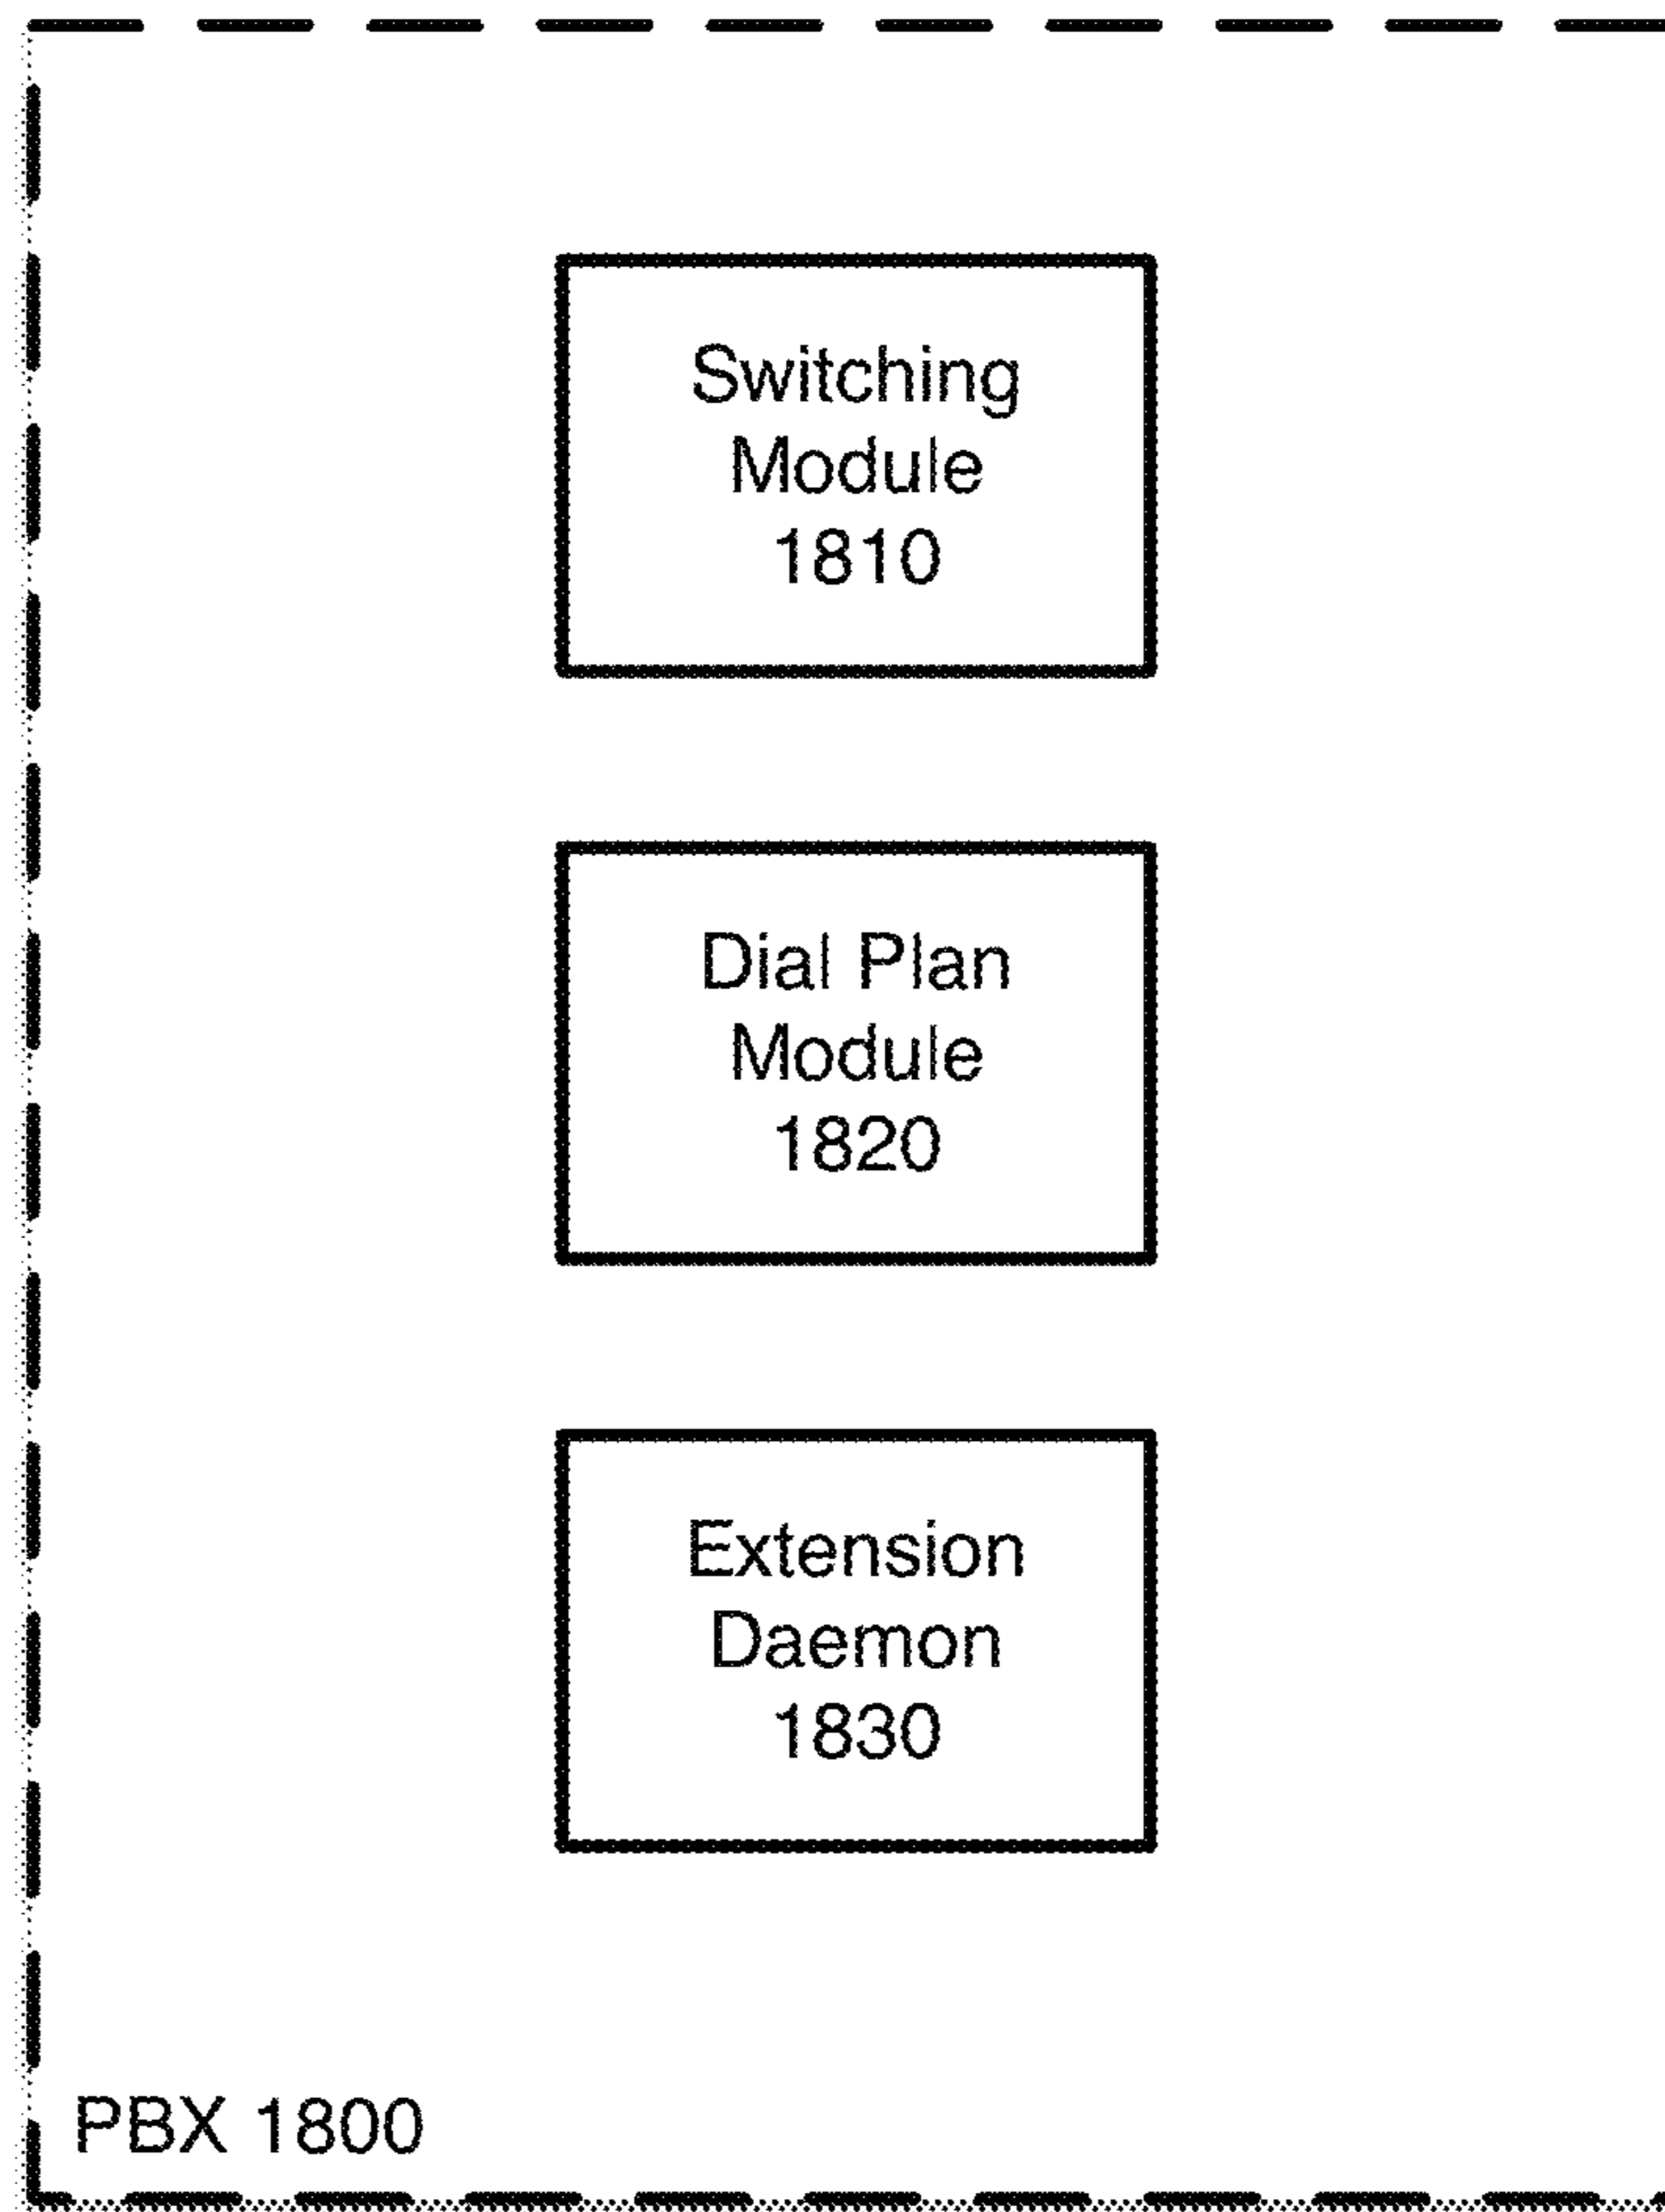 Switching
Module
1810
Dial Plan
Module
1820
Extension
Daemon
1830
PBX 1800